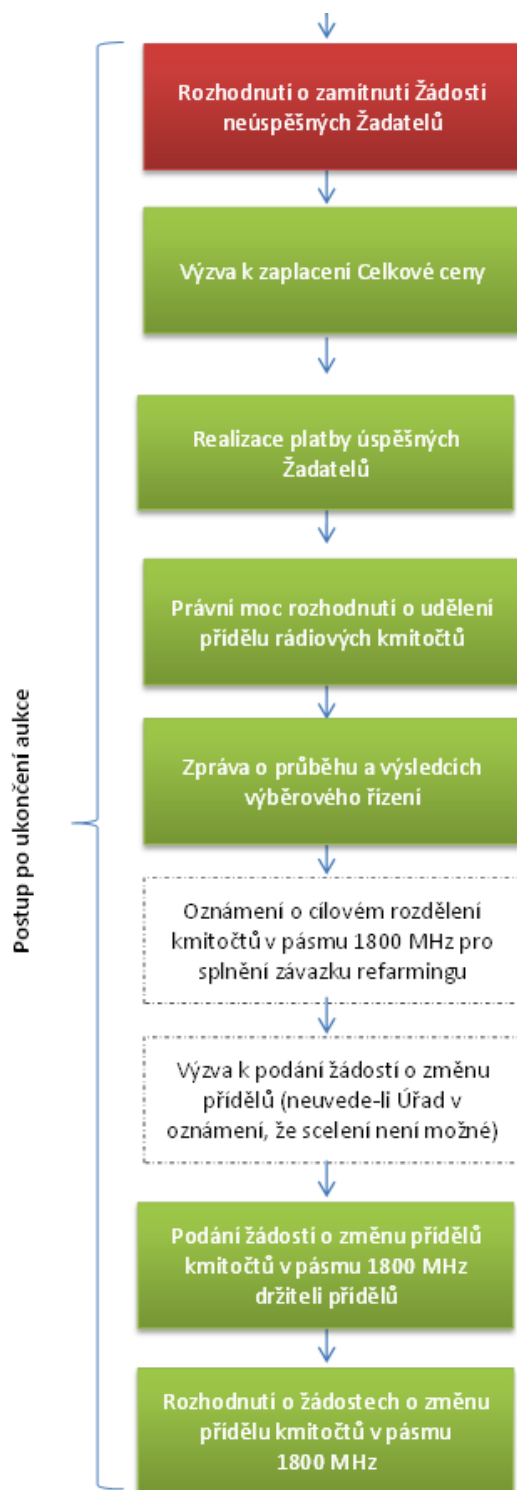 Postup po ukončení aukce
Rozhodnutí o zamítnutí Žádostí
neúspěšných Žadatelů
Výzva k zaplacení Celkové ceny
Realizace platby úspěšných
Žadatelů
Právní moc rozhodnutí o udělení
přídělu rádiových kmitočtů
Zpráva o průběhu a výsledcích
výběrového řízení
Oznámení o cílovém rozdělení
kmitočtů v pásmu 1800 MHz pro
splnění závazku refarmingu
Výzva k podání žádostí o změnu
přídělů (neuvede-li Úřad v
oznámení, že scelení není možné)
Podání žádostí o změnu přídělů
kmitočtů v pásmu 1800 MHz
držiteli přídělů
Rozhodnutí o žádostech o změnu
přídělu kmitočtů v pásmu
1800 MHz